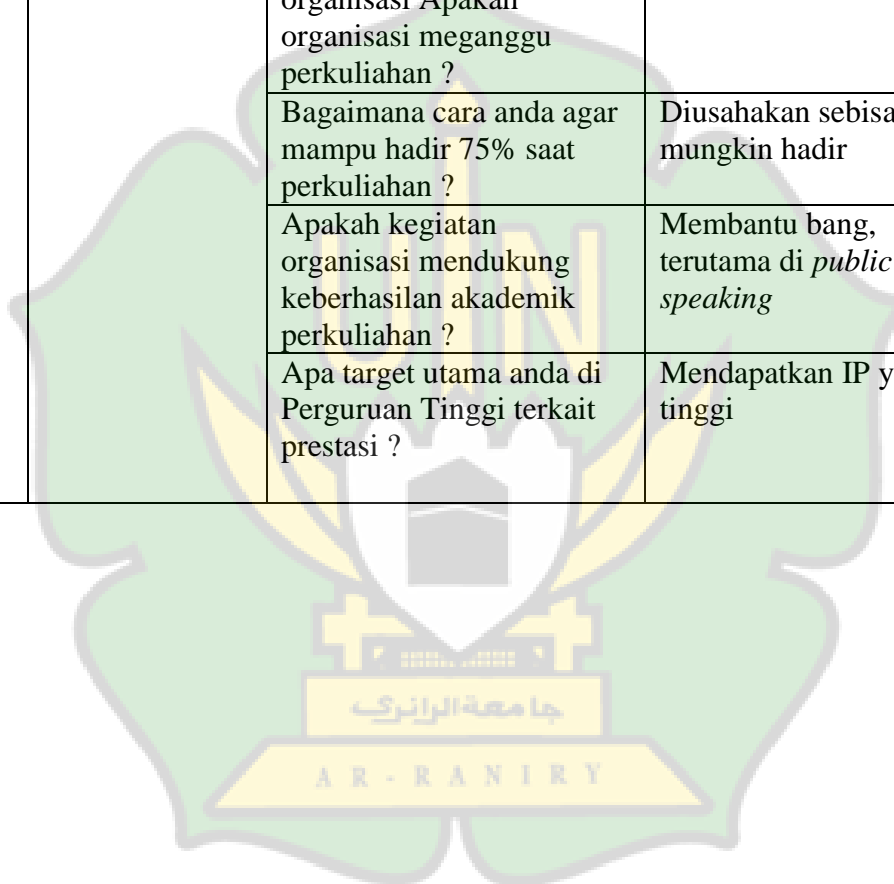 organisasi Apakah
organisasi meganggu
perkuliahan ?
Bagaimana cara anda agar
mampu hadir 75% saat
perkuliahan ?
Diusahakan sebisa
mungkin hadir
Apakah kegiatan
organisasi mendukung
keberhasilan akademik
perkuliahan ?
Membantu bang,
terutama di public
speaking
Apa target utama anda di
Perguruan Tinggi terkait
prestasi ?
Mendapatkan IP y
tinggi
UIN
جامعة الرانري
AR-RANIRY